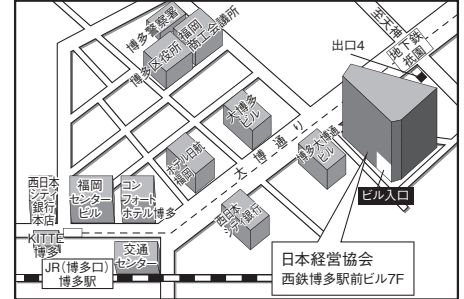 博多警察署
福岡
商工会議所
博多区役所
至天神
地下鉄
祇園
出口4
大博多
ビル
大博通り
博多大博通
ビル
ホテル日航
福岡
西日本
シティ
銀行
本店
福岡
センター
ビル
コン
フォート
ホテル博多
西日本
シティ銀行
ビル入口
KITTE
博多
交通
センター
JR(博多口)
博多駅
日本経営協会
西鉄博多駅前ビル7F